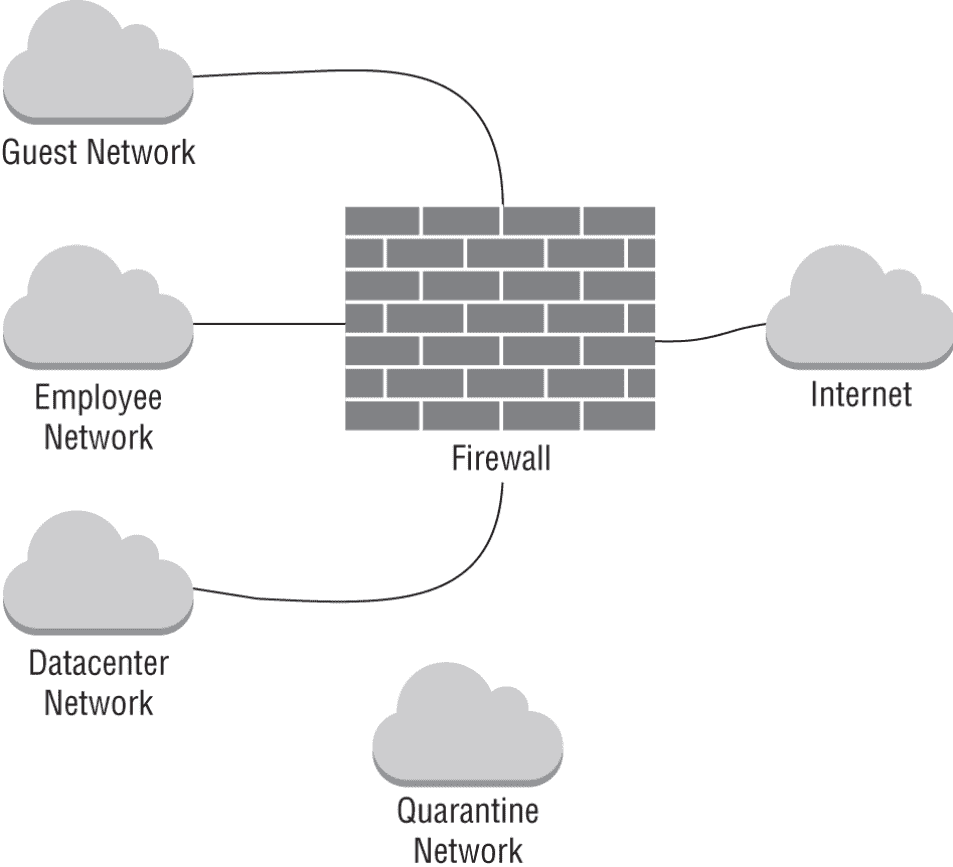 Guest Network
Employee
Network
Firewall
Internet
Datacenter
Network
Quarantine
Network